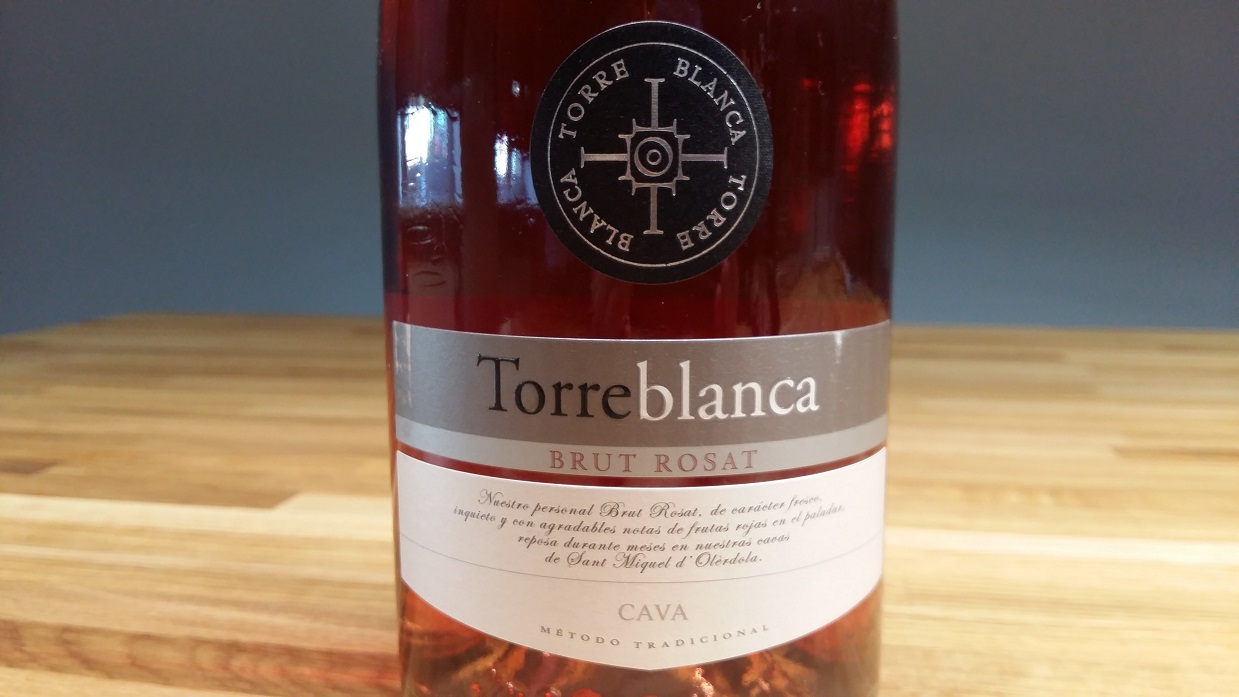 TORRE BLANCA TORRE BLANCA
Torreblanca
BRUT ROSAT
Nuestro personal Brut Rosat, de carácter fresco,
inquieto y con agradables notas de frutas rojas en el paladar,
reposa durante meses en nuestras cavas
de Sant Miquel d'Olèrdola.
CAVA
MÉTODO TRADICIONAL